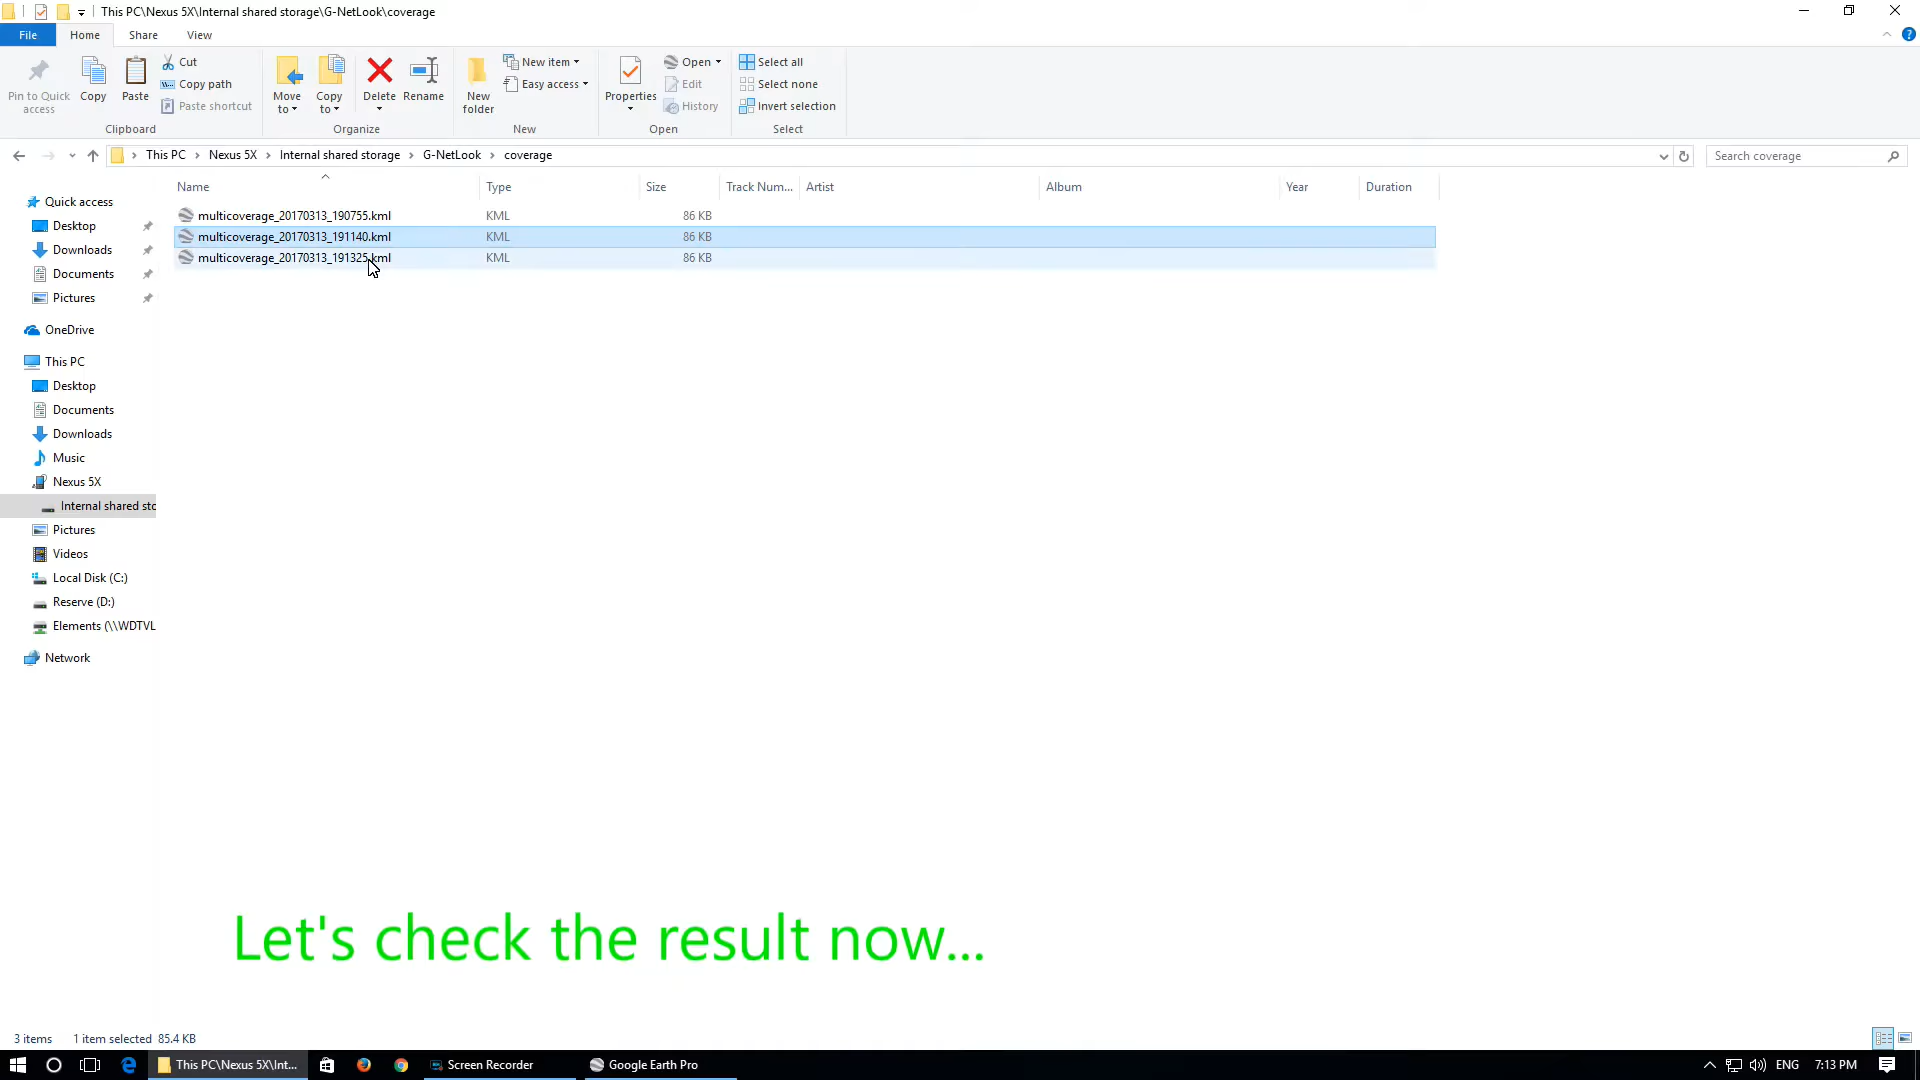 This PC\Nexus 5X\Internal shared storage\G-NetLook\coverage
File Home Share View
Pin to Quick access
Copy
Paste
Cut
Copy path
Paste shortcut
Clipboard
Move to
Copy to
Delete
Rename
Organize
New folder
New item
Easy access
New
Properties
Open
Edit
History
Open
Select all
Select none
Invert selection
Select
This PC › Nexus 5X › Internal shared storage › G-NetLook › coverage
Search coverage
Name Type Size Track Num... Artist Album Year Duration
multicoverage_20170313_190755.kml KML 86 KB
multicoverage_20170313_191140.kml KML 86 KB
multicoverage_20170313_191325.kml KML 86 KB
Quick access
Desktop
Downloads
Documents
Pictures
OneDrive
This PC
Desktop
Documents
Downloads
Music
Nexus 5X
Internal shared sto
Pictures
Videos
Local Disk (C:)
Reserve (D:)
Elements (\\WDTVL
Network
Let's check the result now...
3 items 1 item selected 85.4 KB
This PC\Nexus 5X\Int... Screen Recorder Google Earth Pro ENG 7:13 PM